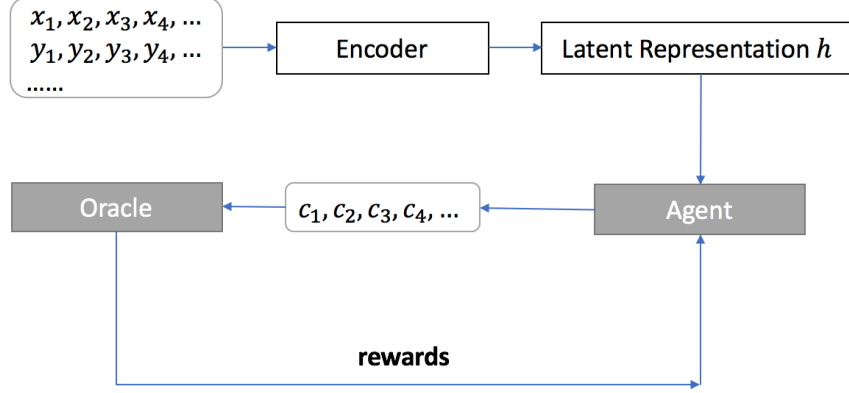 x₁, x₂, x₃, x₄, ...
y₁, y₂, y₃, y₄, ...
......
Encoder
Latent Representation h
Oracle
c₁, c₂, c₃, c₄, ...
Agent
rewards